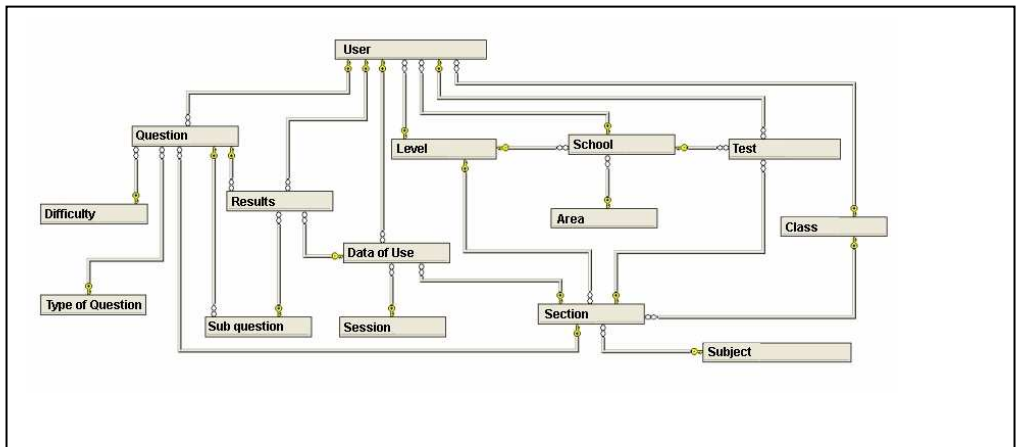 User
Question
Level
School
Test
Results
Difficulty
Area
Class
Data of Use
Type of Question
Sub question
Session
Section
Subject